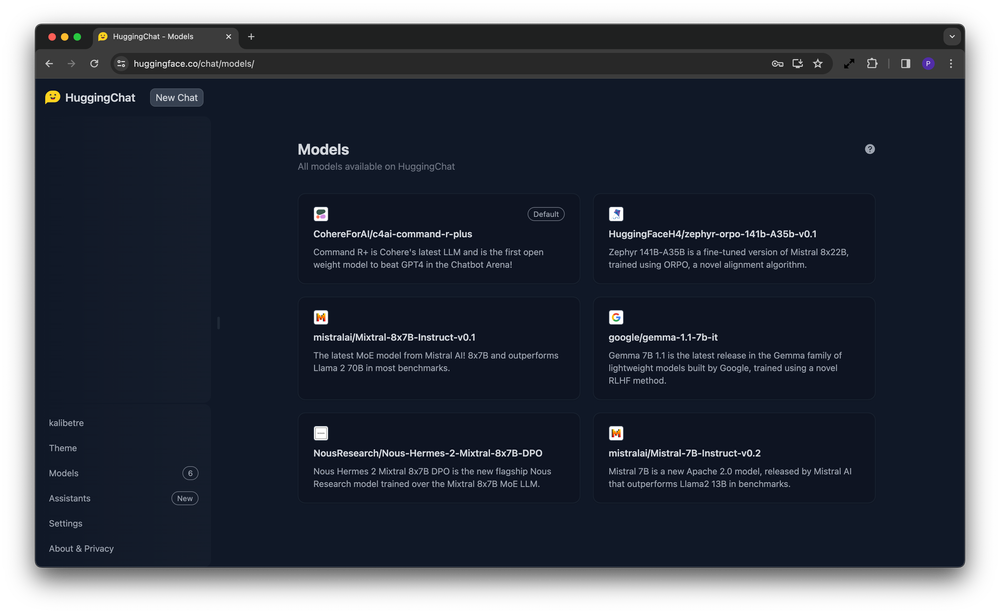 HuggingChat - Models
huggingface.co/chat/models/
P
HuggingChat
New Chat
Models
All models available on HuggingChat
Default
CohereForAI/c4ai-command-r-plus
Command R+ is Cohere's latest LLM and is the first open
weight model to beat GPT4 in the Chatbot Arena!
HuggingFaceH4/zephyr-orpo-141b-A35b-v0.1
Zephyr 141B-A35B is a fine-tuned version of Mistral 8x22B,
trained using ORPO, a novel alignment algorithm.
mistralai/Mixtral-8x7B-Instruct-v0.1
The latest MoE model from Mistral AI! 8x7B and outperforms
Llama 2 70B in most benchmarks.
google/gemma-1.1-7b-it
Gemma 7B 1.1 is the latest release in the Gemma family of
lightweight models built by Google, trained using a novel
RLHF method.
NousResearch/Nous-Hermes-2-Mixtral-8x7B-DPO
Nous Hermes 2 Mixtral 8x7B DPO is the new flagship Nous
Research model trained over the Mixtral 8x7B MoE LLM.
mistralai/Mistral-7B-Instruct-v0.2
Mistral 7B is a new Apache 2.0 model, released by Mistral AI
that outperforms Llama2 13B in benchmarks.
kalibetre
Theme
Models 6
Assistants New
Settings
About & Privacy